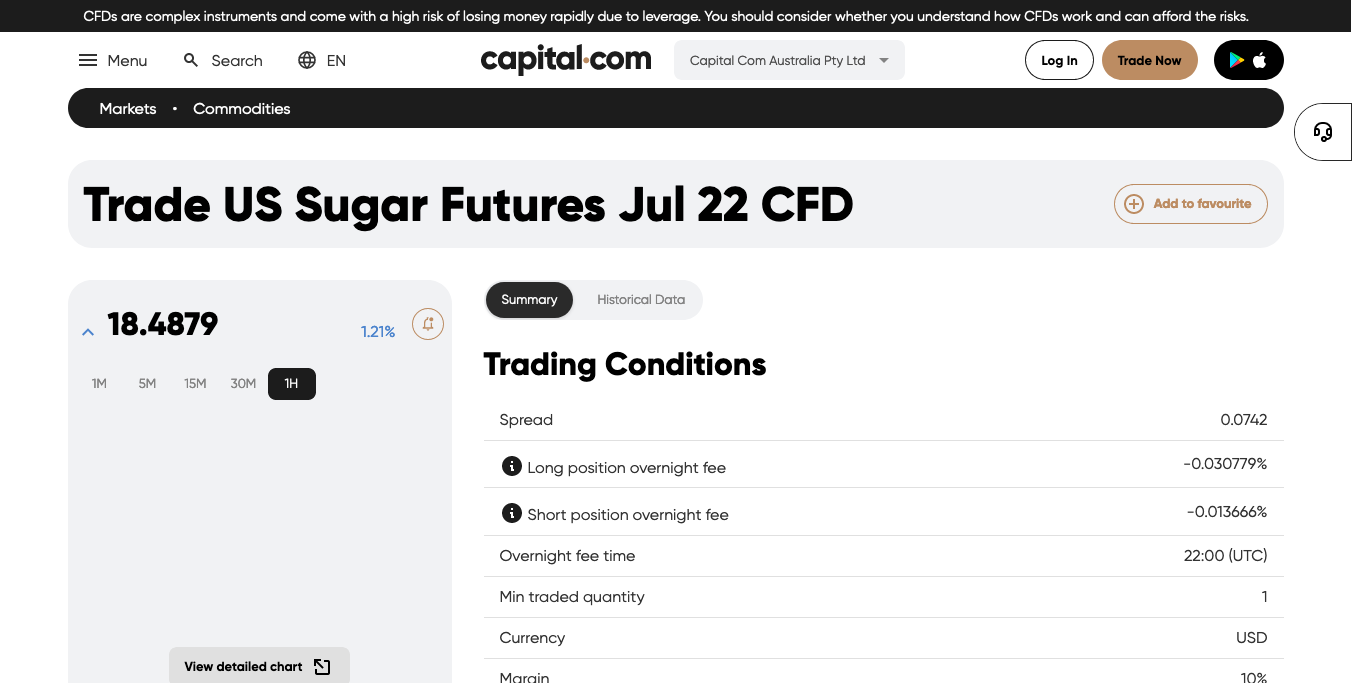 CFDs are complex instruments and come with a high risk of losing money rapidly due to leverage. You should consider whether you understand how CFDs work and can afford the risks.
Menu Search EN capital.com Capital Com Australia Pty Ltd Log In Trade Now
Markets • Commodities
Trade US Sugar Futures Jul 22 CFD Add to favourite
18.4879 1.21%
1M 5M 15M 30M 1H
View detailed chart
Summary Historical Data
Trading Conditions
Spread 0.0742
Long position overnight fee -0.030779%
Short position overnight fee -0.013666%
Overnight fee time 22:00 (UTC)
Min traded quantity 1
Currency USD
Margin 10%